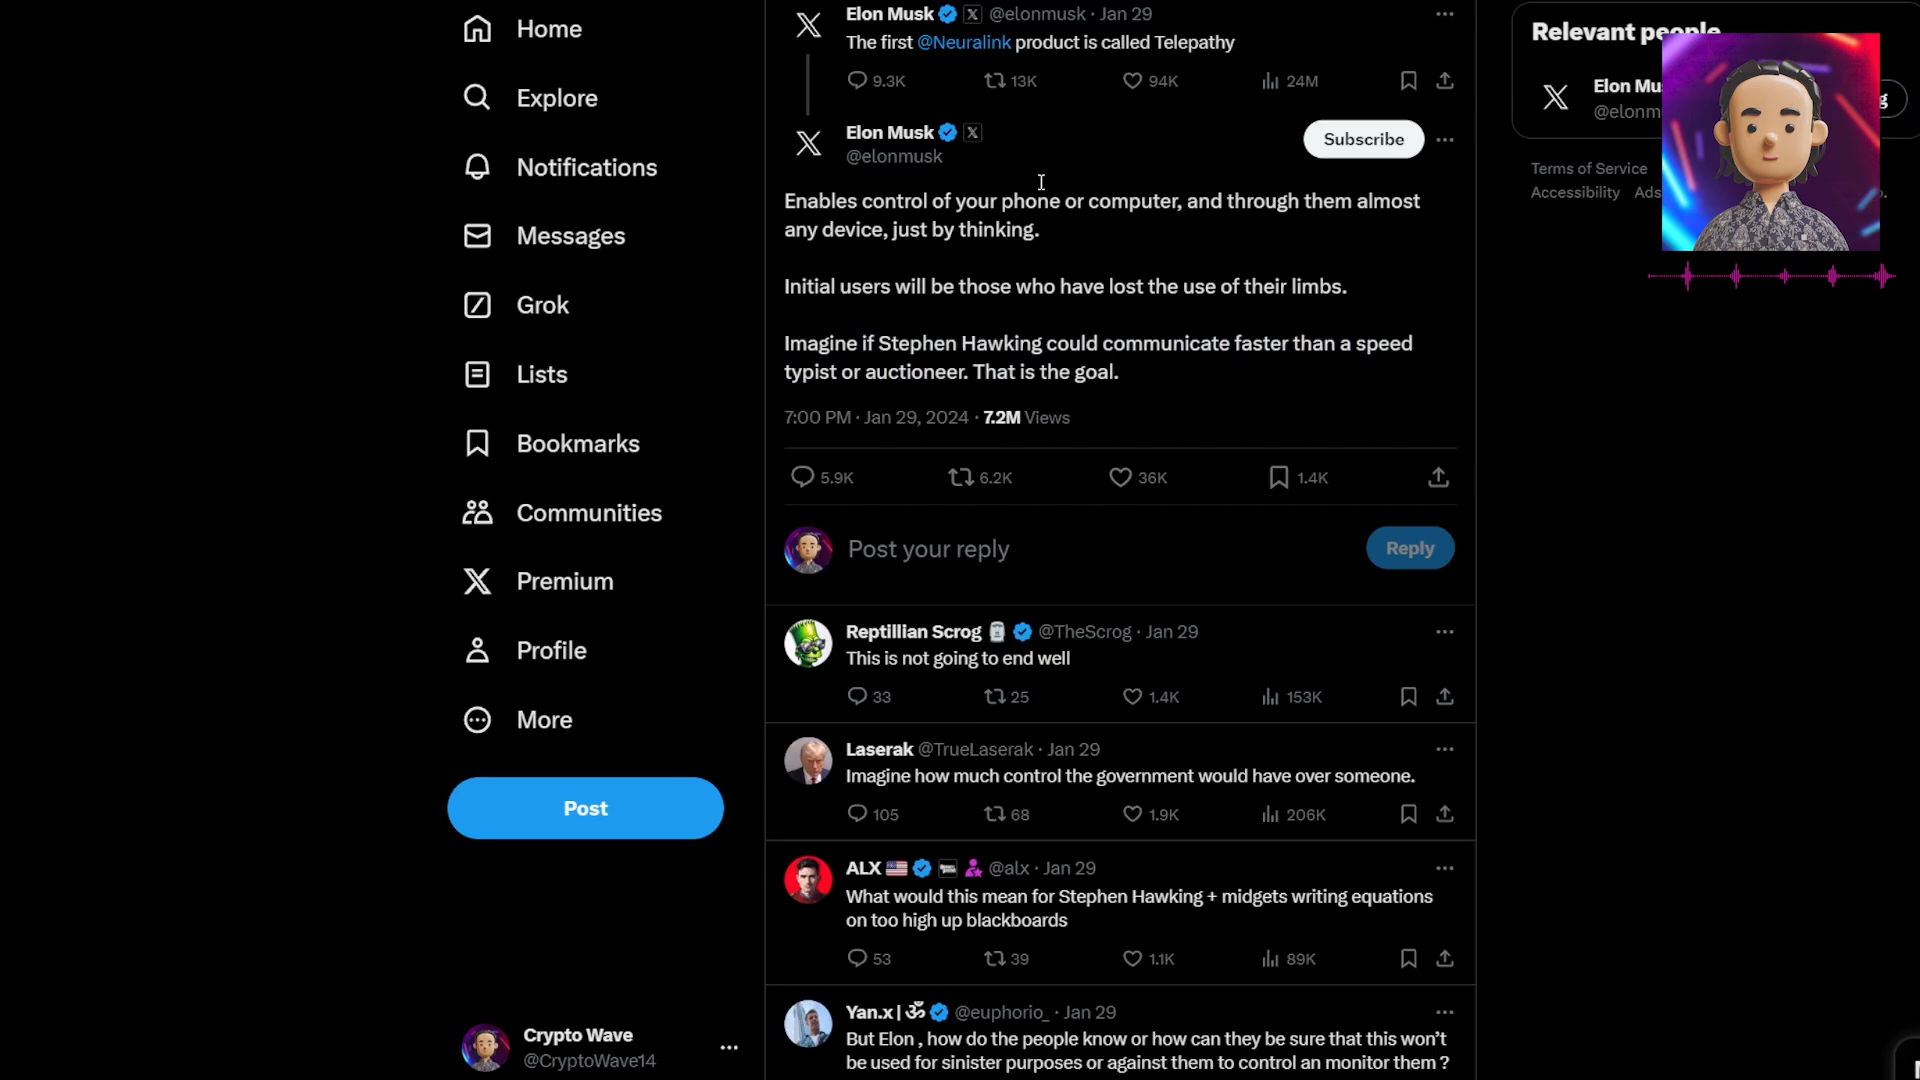 Home
Explore
Notifications
Messages
Grok
Lists
Bookmarks
Communities
Premium
Profile
More
Post
Crypto Wave
@CryptoWave14
Elon Musk @elonmusk · Jan 29
The first @Neuralink product is called Telepathy
9.3K 13K 94K 24M
Elon Musk
@elonmusk
Subscribe
Enables control of your phone or computer, and through them almost
any device, just by thinking.
Initial users will be those who have lost the use of their limbs.
Imagine if Stephen Hawking could communicate faster than a speed
typist or auctioneer. That is the goal.
7:00 PM · Jan 29, 2024 · 7.2M Views
5.9K 6.2K 36K 1.4K
Post your reply
Reply
Reptillian Scrog @TheScrog · Jan 29
This is not going to end well
33 25 1.4K 153K
Laserak @TrueLaserak · Jan 29
Imagine how much control the government would have over someone.
105 68 1.9K 206K
ALX @alx · Jan 29
What would this mean for Stephen Hawking + midgets writing equations
on too high up blackboards
53 39 1.1K 89K
Yan.x | ॐ @euphorio_ · Jan 29
But Elon , how do the people know or how can they be sure that this won't
be used for sinister purposes or against them to control an monitor them ?
Relevant people
Elon Mu
@elonm
g
Terms of Service
Accessibility Ads